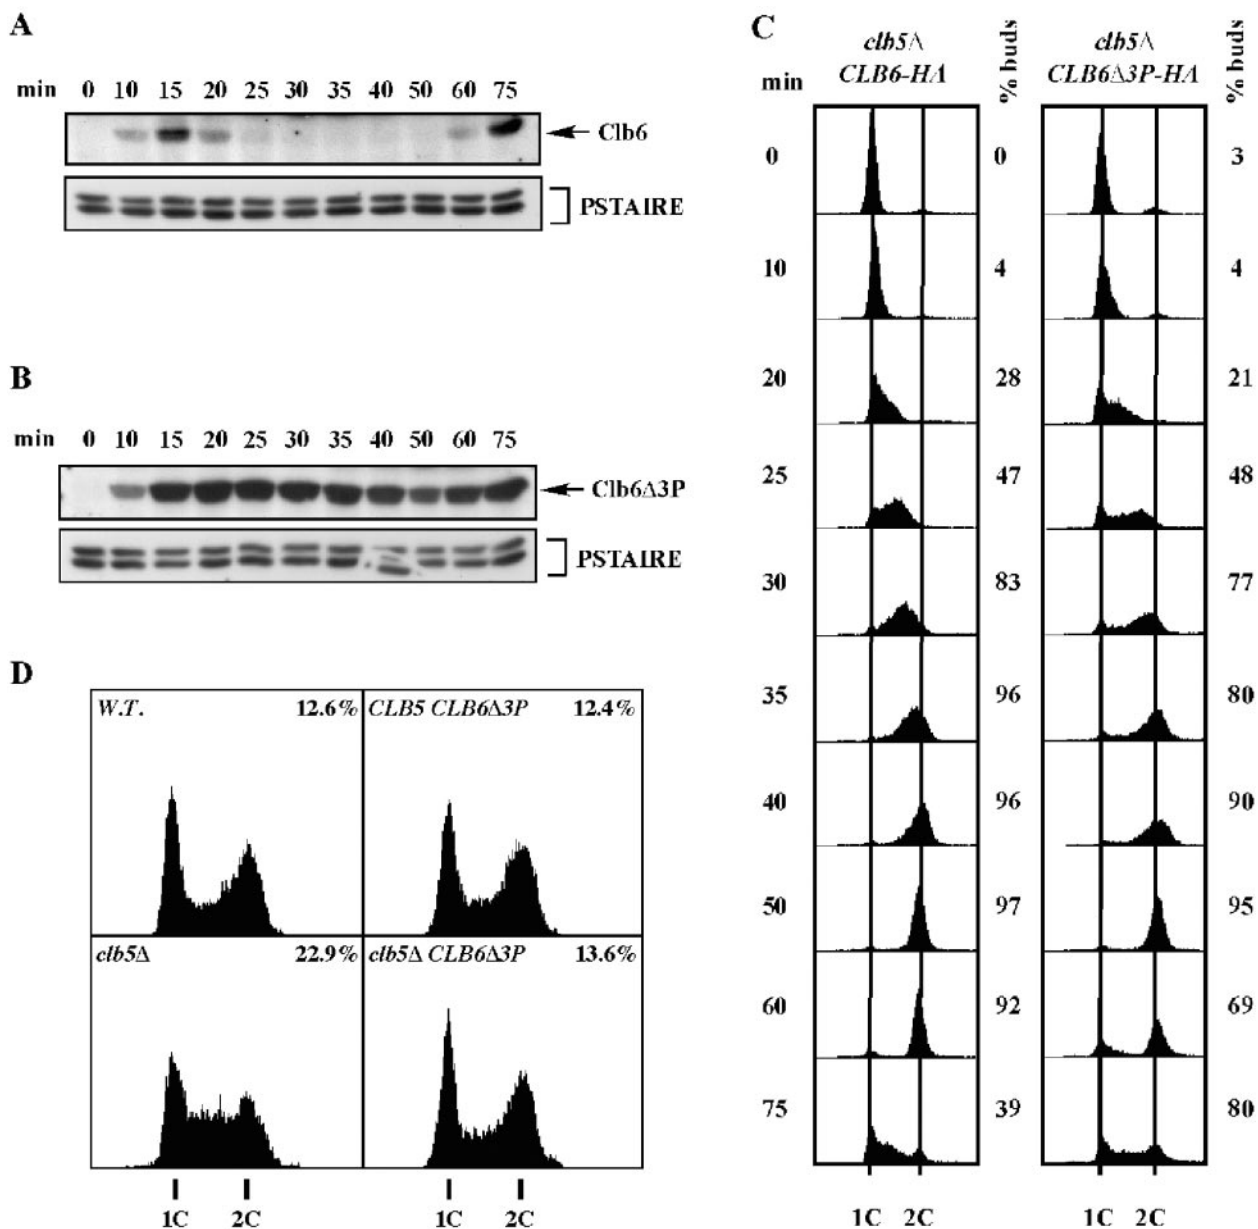 A
min 0 10 15 20 25 30 35 40 50 60 75
Clb6
PSTAIRE
B
min 0 10 15 20 25 30 35 40 50 60 75
Clb6Δ3P
PSTAIRE
D
W.T. 12.6%
CLB5 CLB6Δ3P 12.4%
clb5Δ 22.9%
clb5Δ CLB6Δ3P 13.6%
1C 2C 1C 2C
C
min
clb5Δ
CLB6-HA
% buds
clb5Δ
CLB6Δ3P-HA
% buds
0 0 3
10 4 4
20 28 21
25 47 48
30 83 77
35 96 80
40 96 90
50 97 95
60 92 69
75 39 80
1C 2C 1C 2C